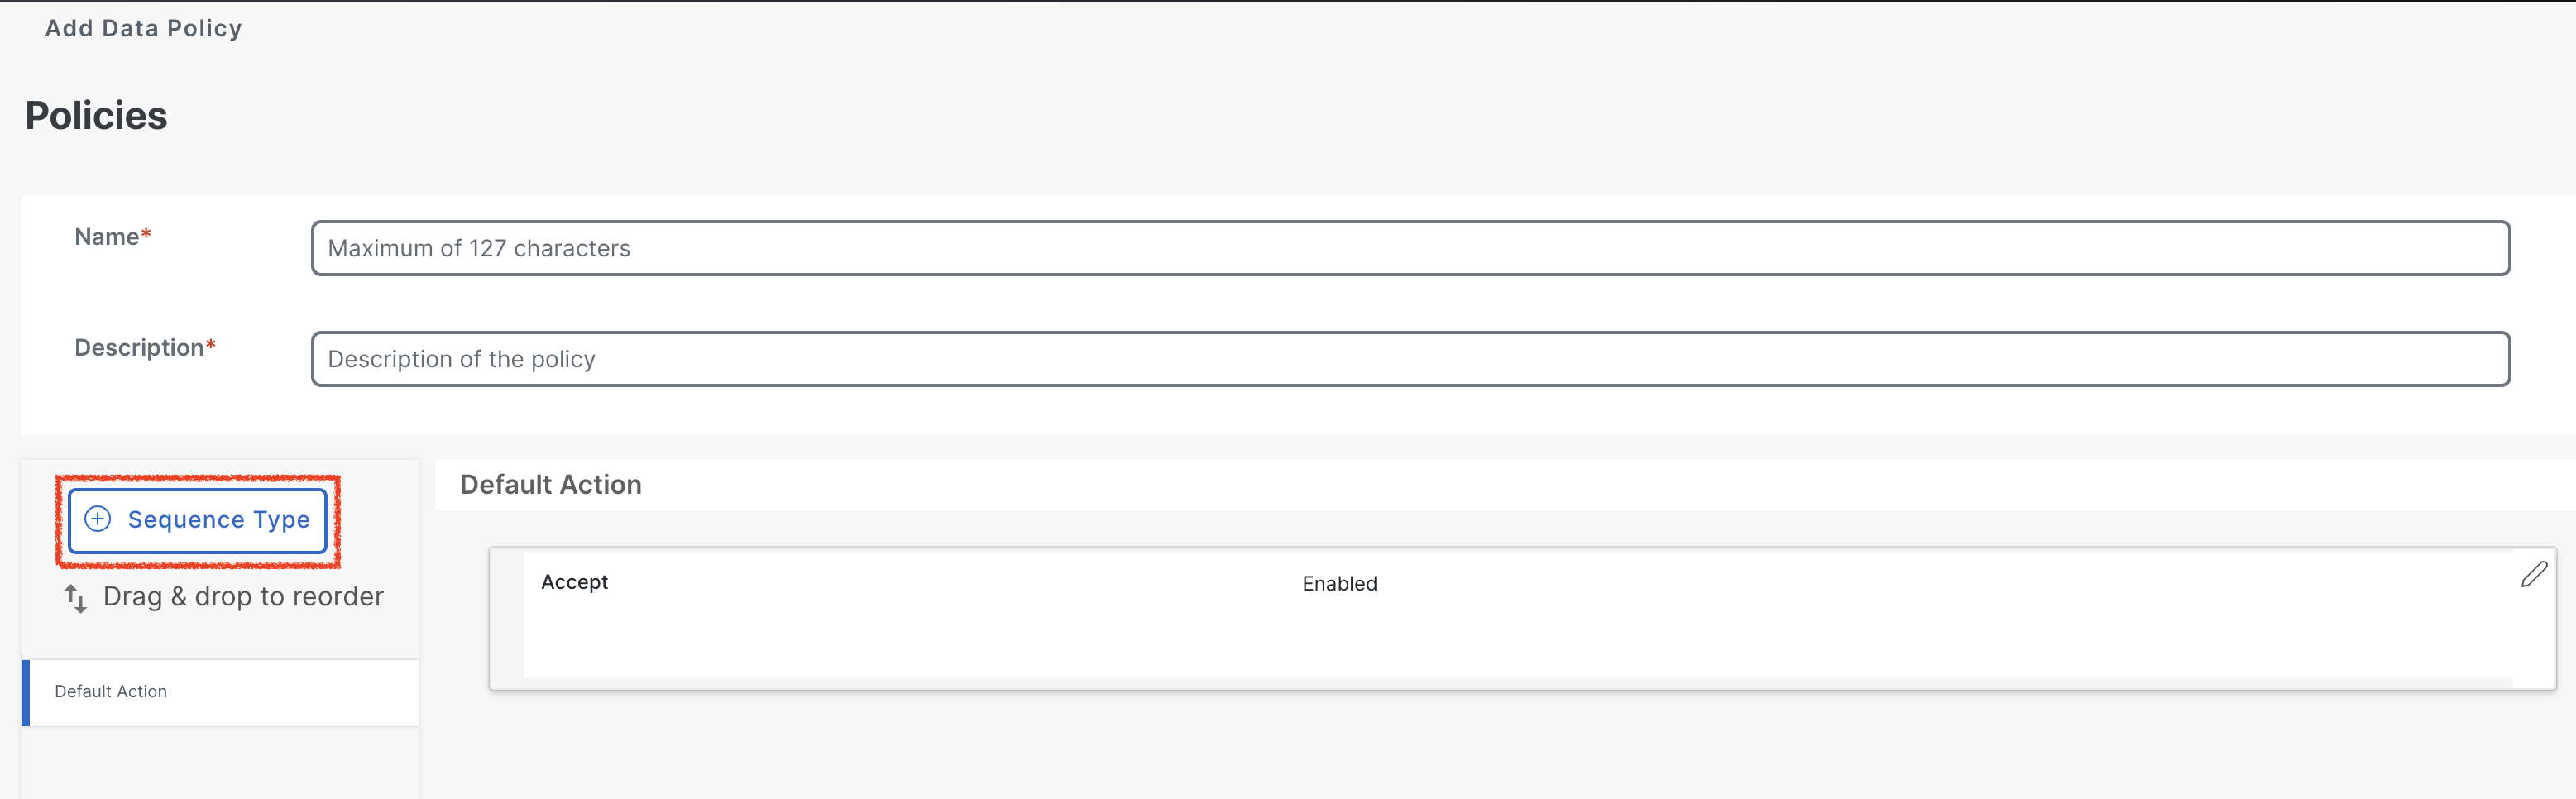 Add Data Policy
Policies
Name*
Maximum of 127 characters
Description*
Description of the policy
Sequence Type
Drag & drop to reorder
Default Action
Default Action
Accept
Enabled